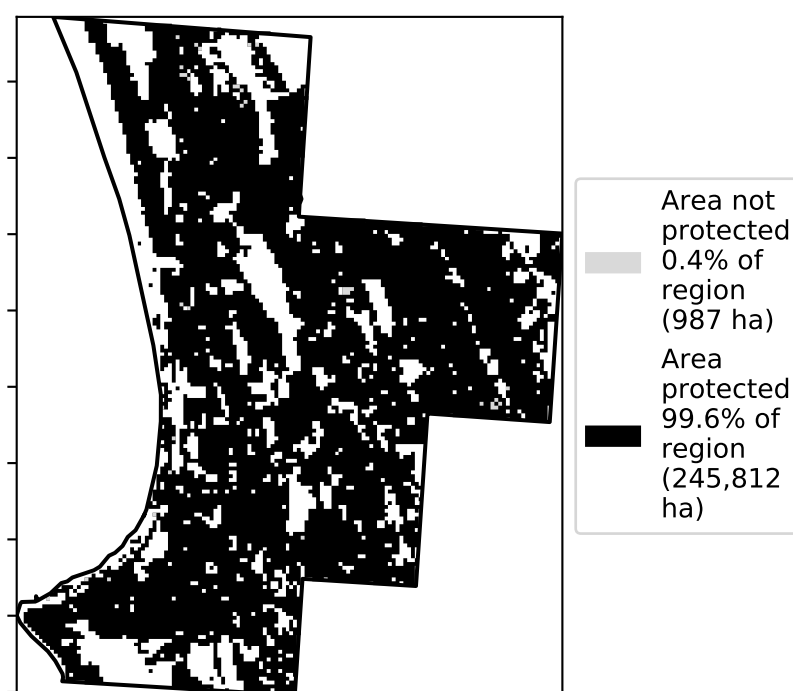 Area not
protected
0.4% of
region
(987 ha)
Area
protected
99.6% of
region
(245,812
ha)